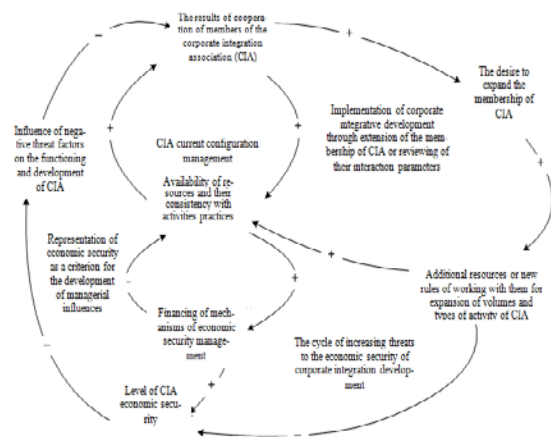 The results of cooper-
ation of members of the
corporate integration
association (CIA)
−
+
The desire to
expand the
membership of
CIA
Influence of neg-
ative threat factors
on the functioning
and development
of CIA
+
+
CIA current configuration
management
Implementation of corporate
integrative development
through extension of the mem-
bership of CIA or reviewing of
their interaction parameters
Availability of re-
sources and their
consistency with
activities practices
+
Representation of
economic security
as a criterion for
the development
of managerial
influences
−
+
+
Additional resources or new
rules of working with them for
expansion of volumes and
types of activity of CIA
Financing of mech-
anisms of economic
security manage-
ment
The cycle of increasing threats
to the economic security of
corporate integration develop-
ment
−
+
Level of CIA
economic secu-
rity
−